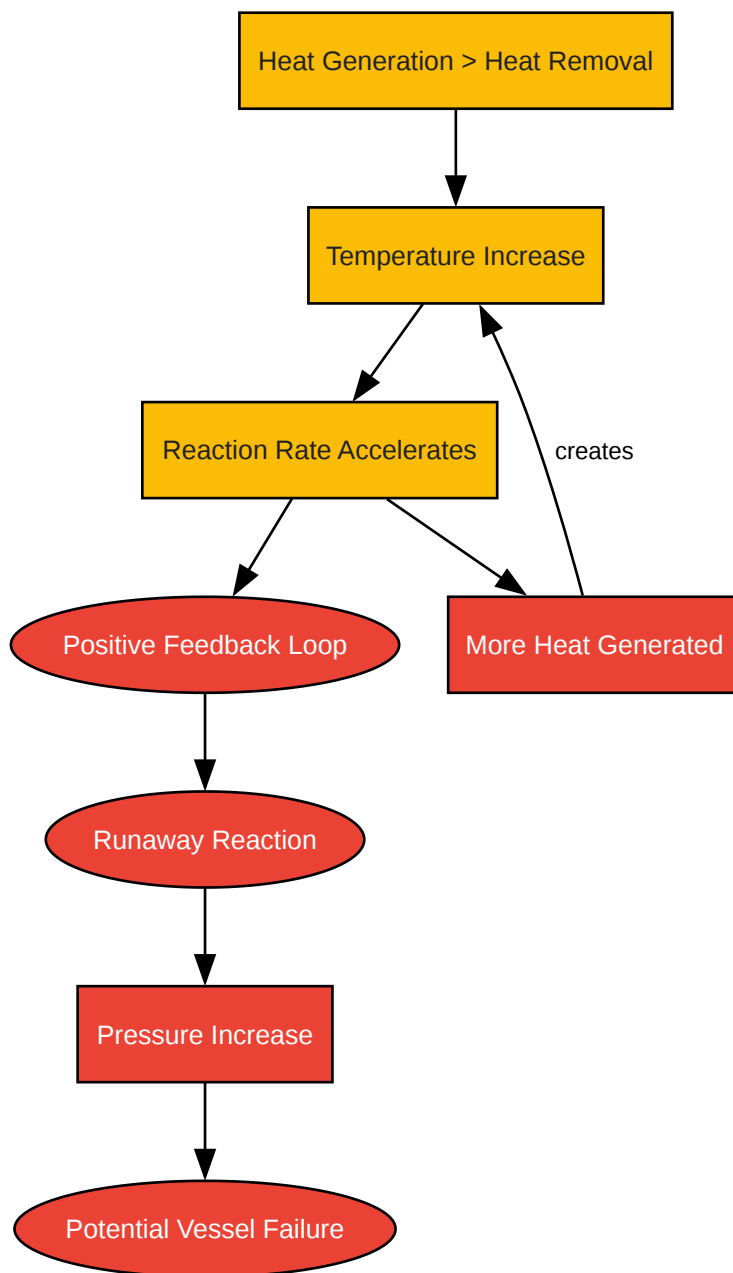 Heat Generation > Heat Removal
Temperature Increase
Reaction Rate Accelerates
creates
Positive Feedback Loop
More Heat Generated
Runaway Reaction
Pressure Increase
Potential Vessel Failure